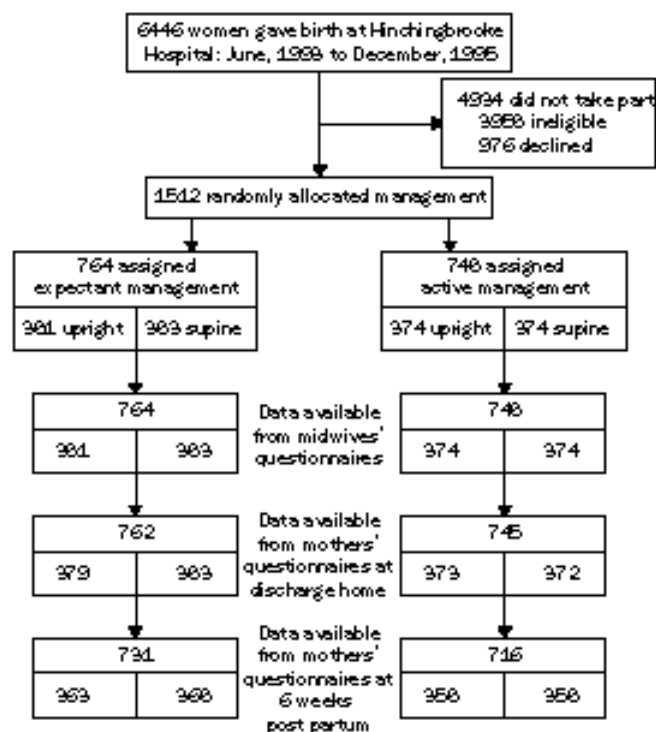 6446 women gave birth at Hinchingbrooke
Hospital: June, 1993 to December, 1995
4934 did not take part
3958 ineligible
976 declined
1512 randomly allocated management
764 assigned
expectant management
381 upright
383 supine
748 assigned
active management
374 upright
374 supine
764
381
383
Data available
from midwives'
questionnaires
748
374
374
762
379
383
Data available
from mothers'
questionnaires at
discharge home
745
373
372
731
363
368
Data available
from mothers'
questionnaires at
6 weeks
post partum
716
358
358